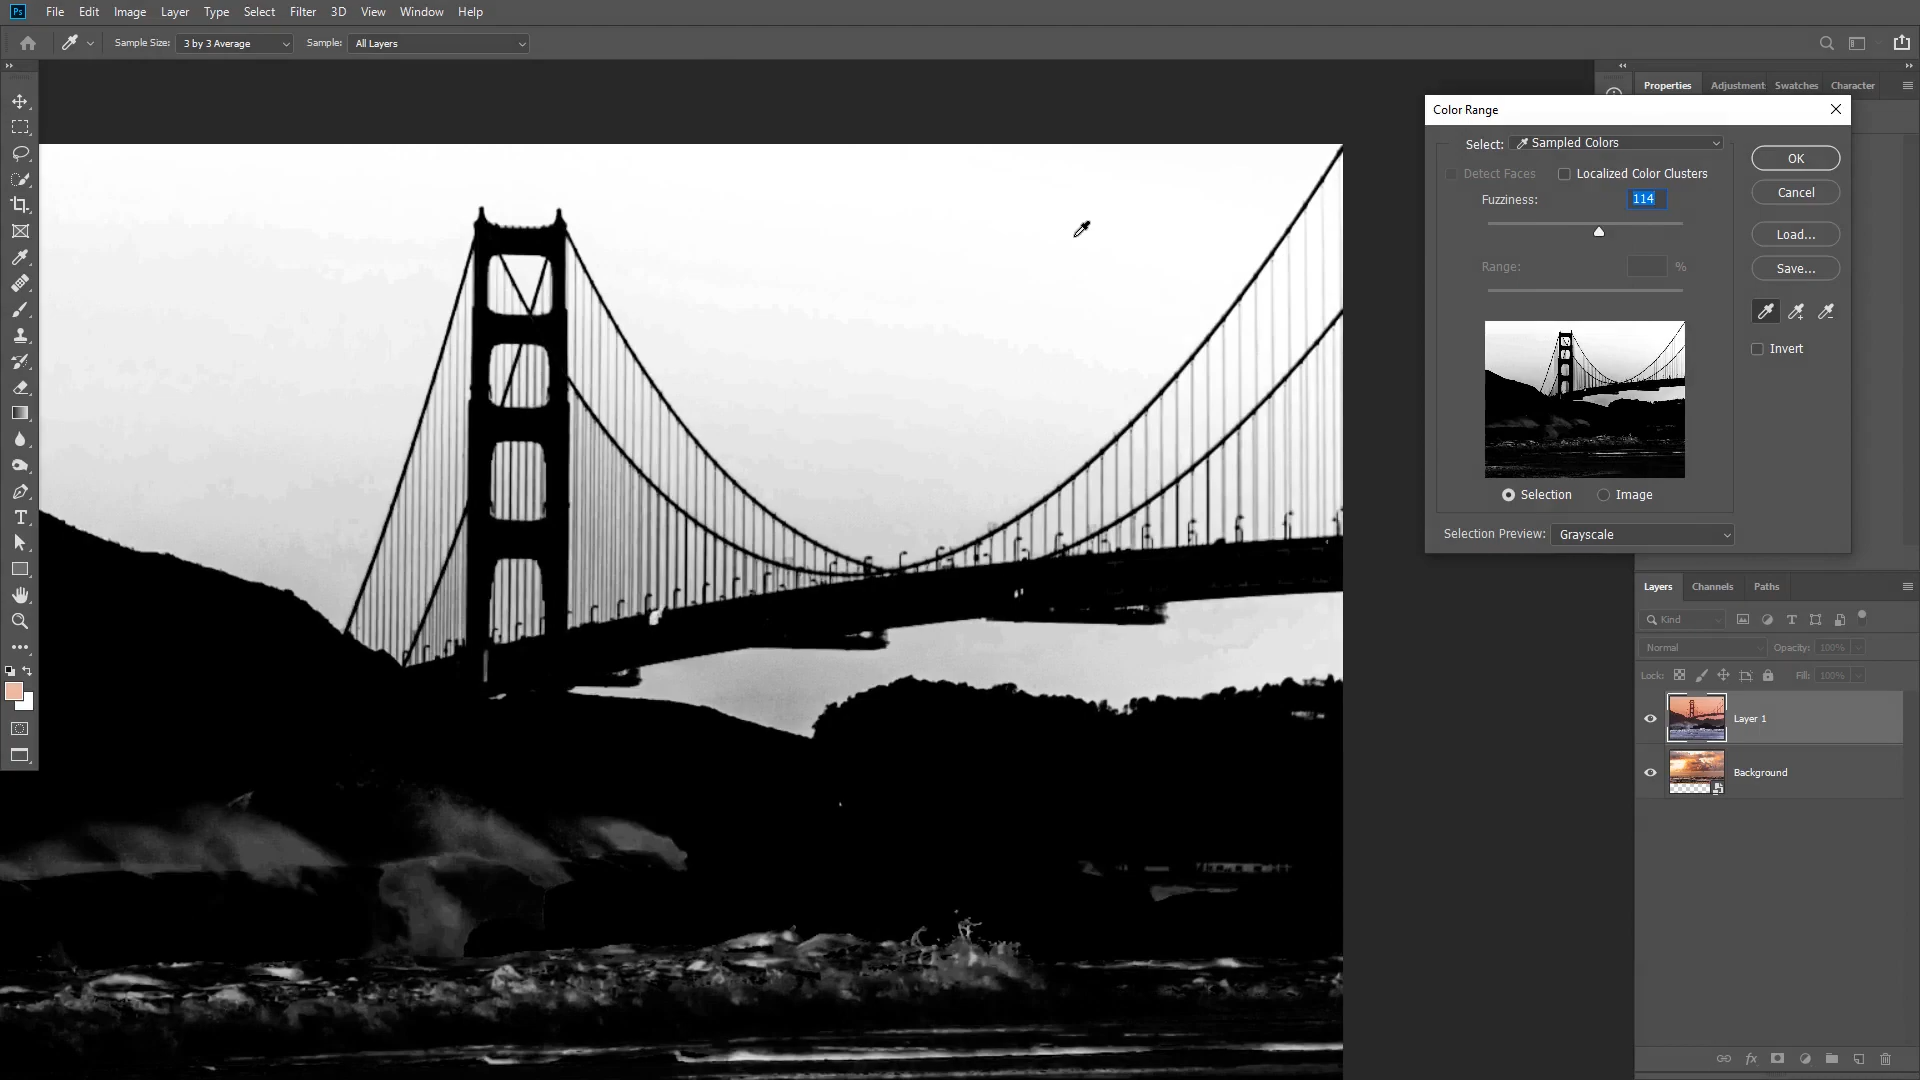 Ps File Edit Image Layer Type Select Filter 3D View Window Help
Sample Size: 3 by 3 Average Sample: All Layers
Properties Adjustment Swatches Character
Color Range
Select: Sampled Colors
OK
Detect Faces Localized Color Clusters
Fuzziness: 114
Cancel
Load...
Range: %
Save...
Invert
Selection Image
Selection Preview: Grayscale
Layers Channels Paths
Kind
Normal Opacity: 100%
Lock: Fill: 100%
Layer 1
Background
fx